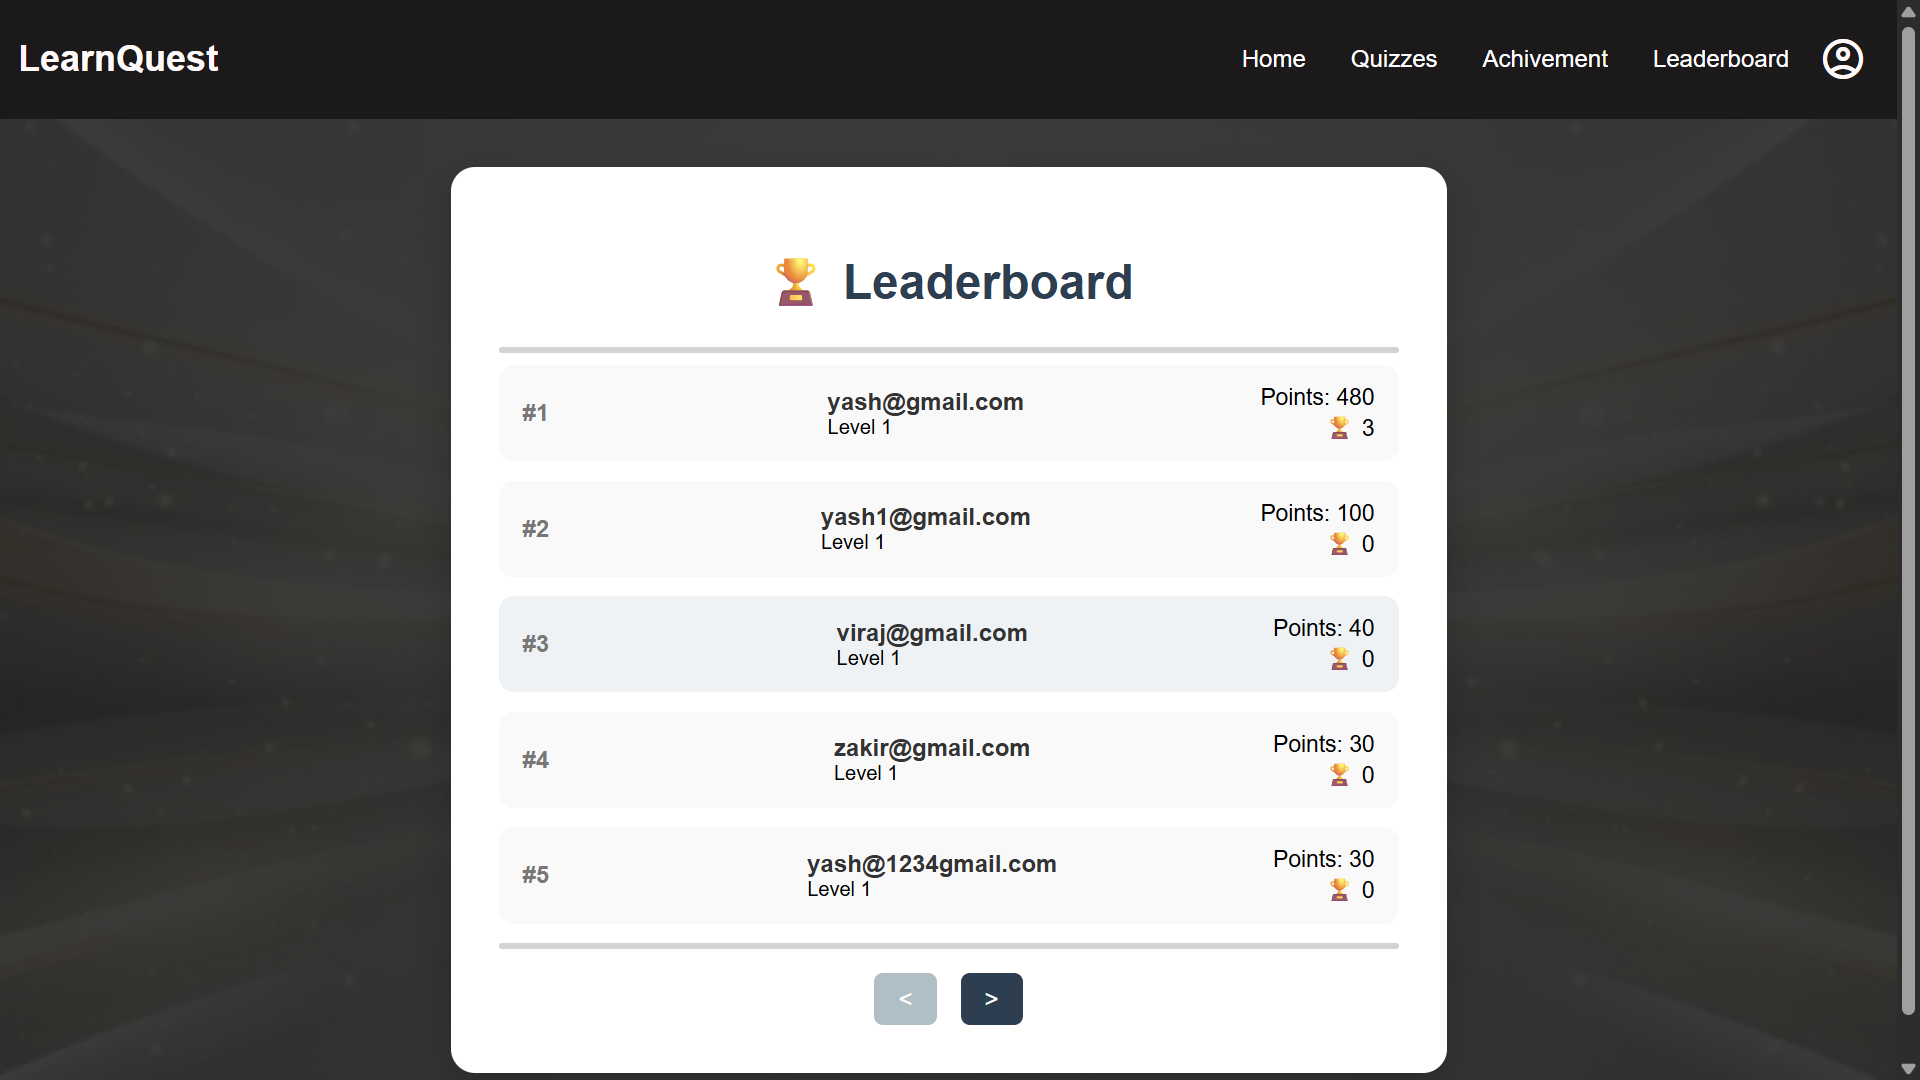 LearnQuest
Home Quizzes Achivement Leaderboard
Leaderboard
#1
yash@gmail.com
Level 1
Points: 480
3
#2
yash1@gmail.com
Level 1
Points: 100
0
#3
viraj@gmail.com
Level 1
Points: 40
0
#4
zakir@gmail.com
Level 1
Points: 30
0
#5
yash@1234gmail.com
Level 1
Points: 30
0
< >